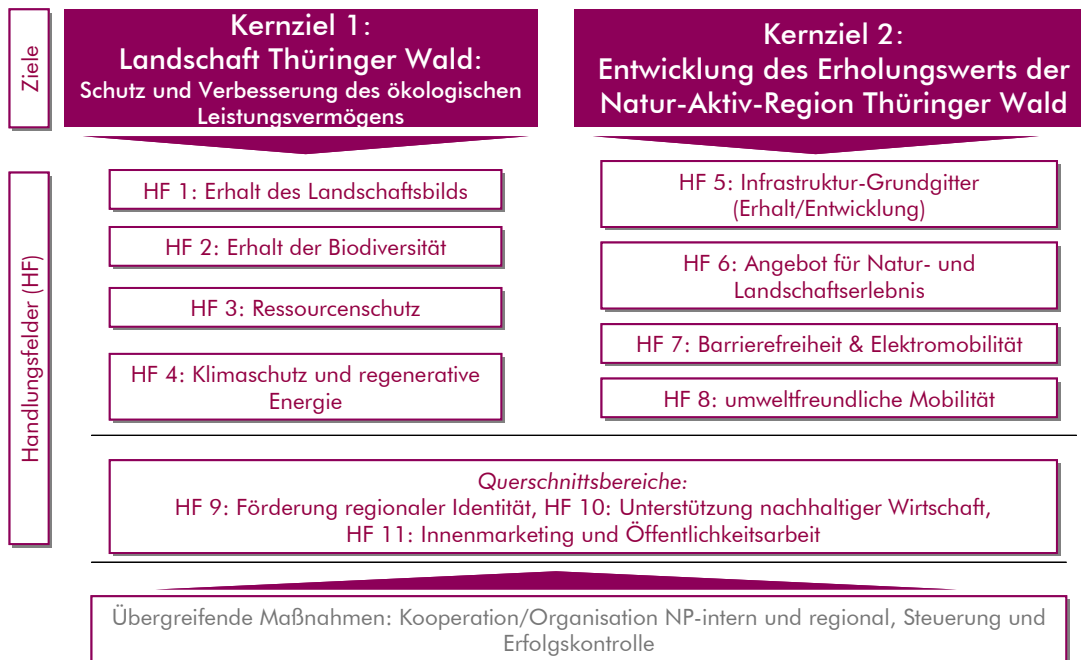 Ziele
Kernziel 1:
Landschaft Thüringer Wald:
Schutz und Verbesserung des ökologischen
Leistungsvermögens
Kernziel 2:
Entwicklung des Erholungswerts der
Natur-Aktiv-Region Thüringer Wald
Handlungsfelder (HF)
HF 1: Erhalt des Landschaftsbilds
HF 2: Erhalt der Biodiversität
HF 3: Ressourcenschutz
HF 4: Klimaschutz und regenerative
Energie
HF 5: Infrastruktur-Grundgitter
(Erhalt/Entwicklung)
HF 6: Angebot für Natur- und
Landschaftserlebnis
HF 7: Barrierefreiheit & Elektromobilität
HF 8: umweltfreundliche Mobilität
Querschnittsbereiche:
HF 9: Förderung regionaler Identität, HF 10: Unterstützung nachhaltiger Wirtschaft,
HF 11: Innenmarketing und Öffentlichkeitsarbeit
Übergreifende Maßnahmen: Kooperation/Organisation NP-intern und regional, Steuerung und
Erfolgskontrolle